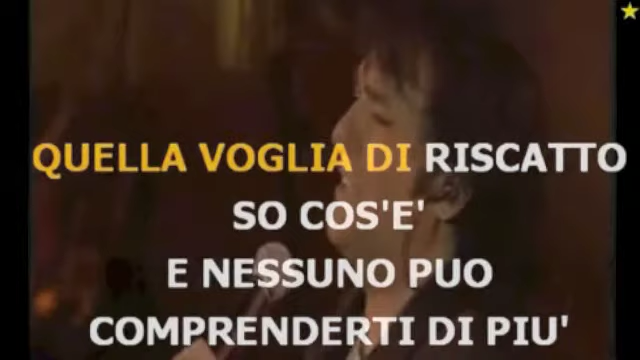 QUELLA VOGLIA DI RISCATTO
SO COS'E'
E NESSUNO PUO
COMPRENDERTI DI PIU'